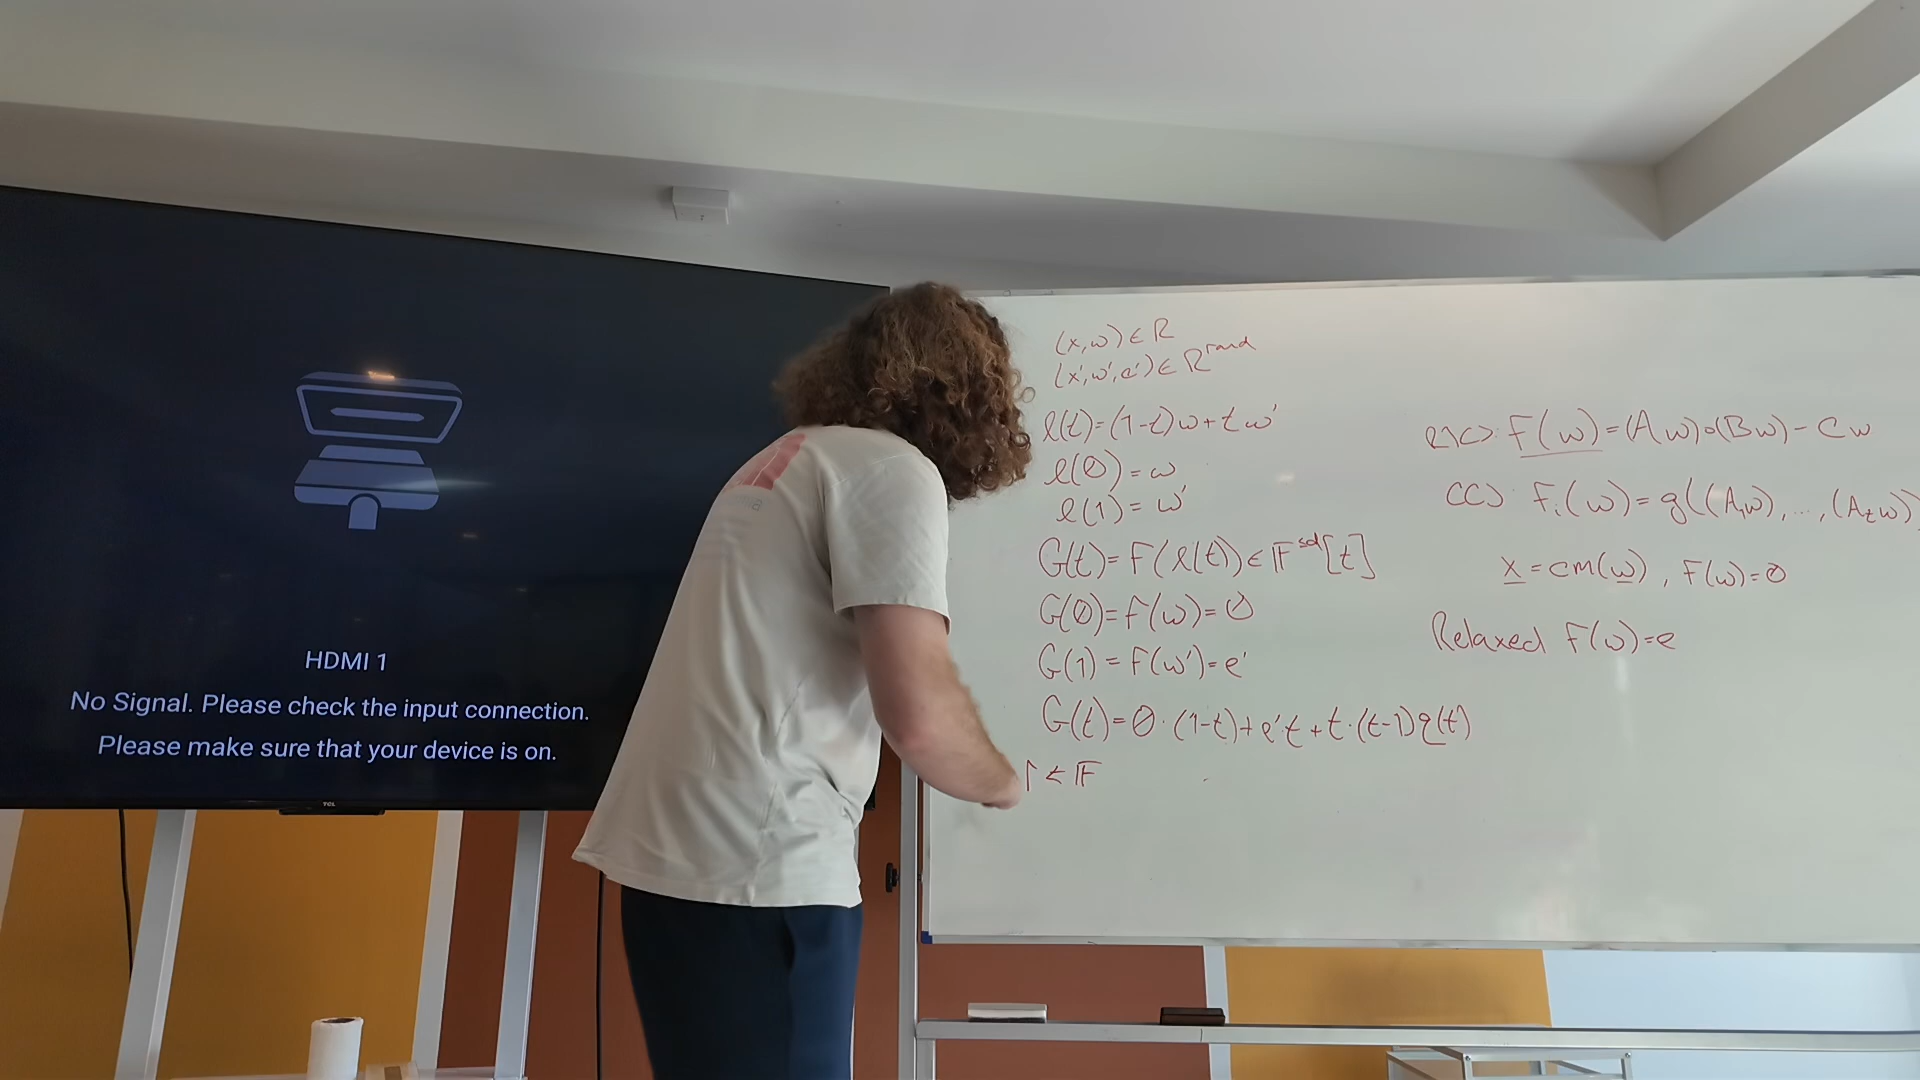 HDMI 1
No Signal. Please check the input connection.
Please make sure that your device is on.
TCL
(x,w)∈R
(x',w',e')∈R^rand
l(t)=(1-t)w+tw'
l(0)=w
l(1)=w'
G(t)=F(l(t))∈F^sd[t]
G(0)=F(w)=0
G(1)=F(w')=e'
G(t)=0·(1-t)+e't+t·(t-1)q(t)
r←F
R1CS F(w)=(Aw)∘(Bw)-Cw
CCS F_i(w)=g((A_1w),...,(A_tw))
x=cm(w), F(w)=0
Relaxed F(w)=e